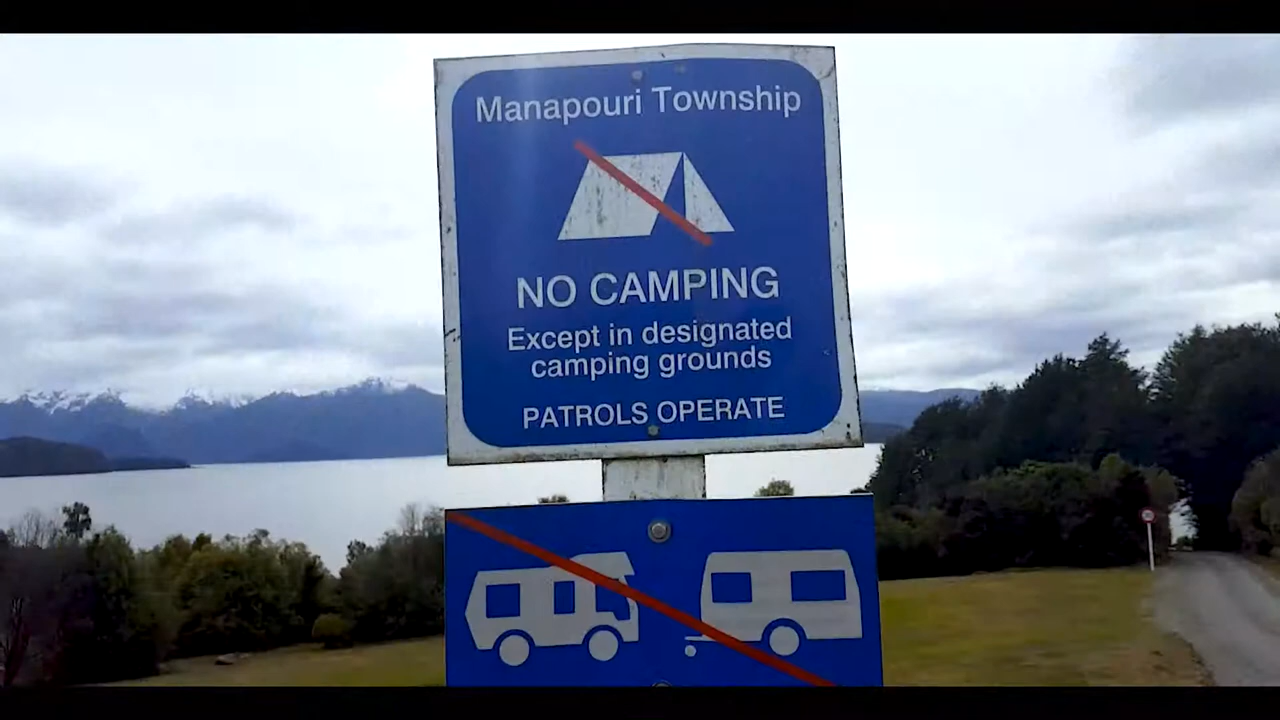 Manapouri Township
NO CAMPING
Except in designated
camping grounds
PATROLS OPERATE